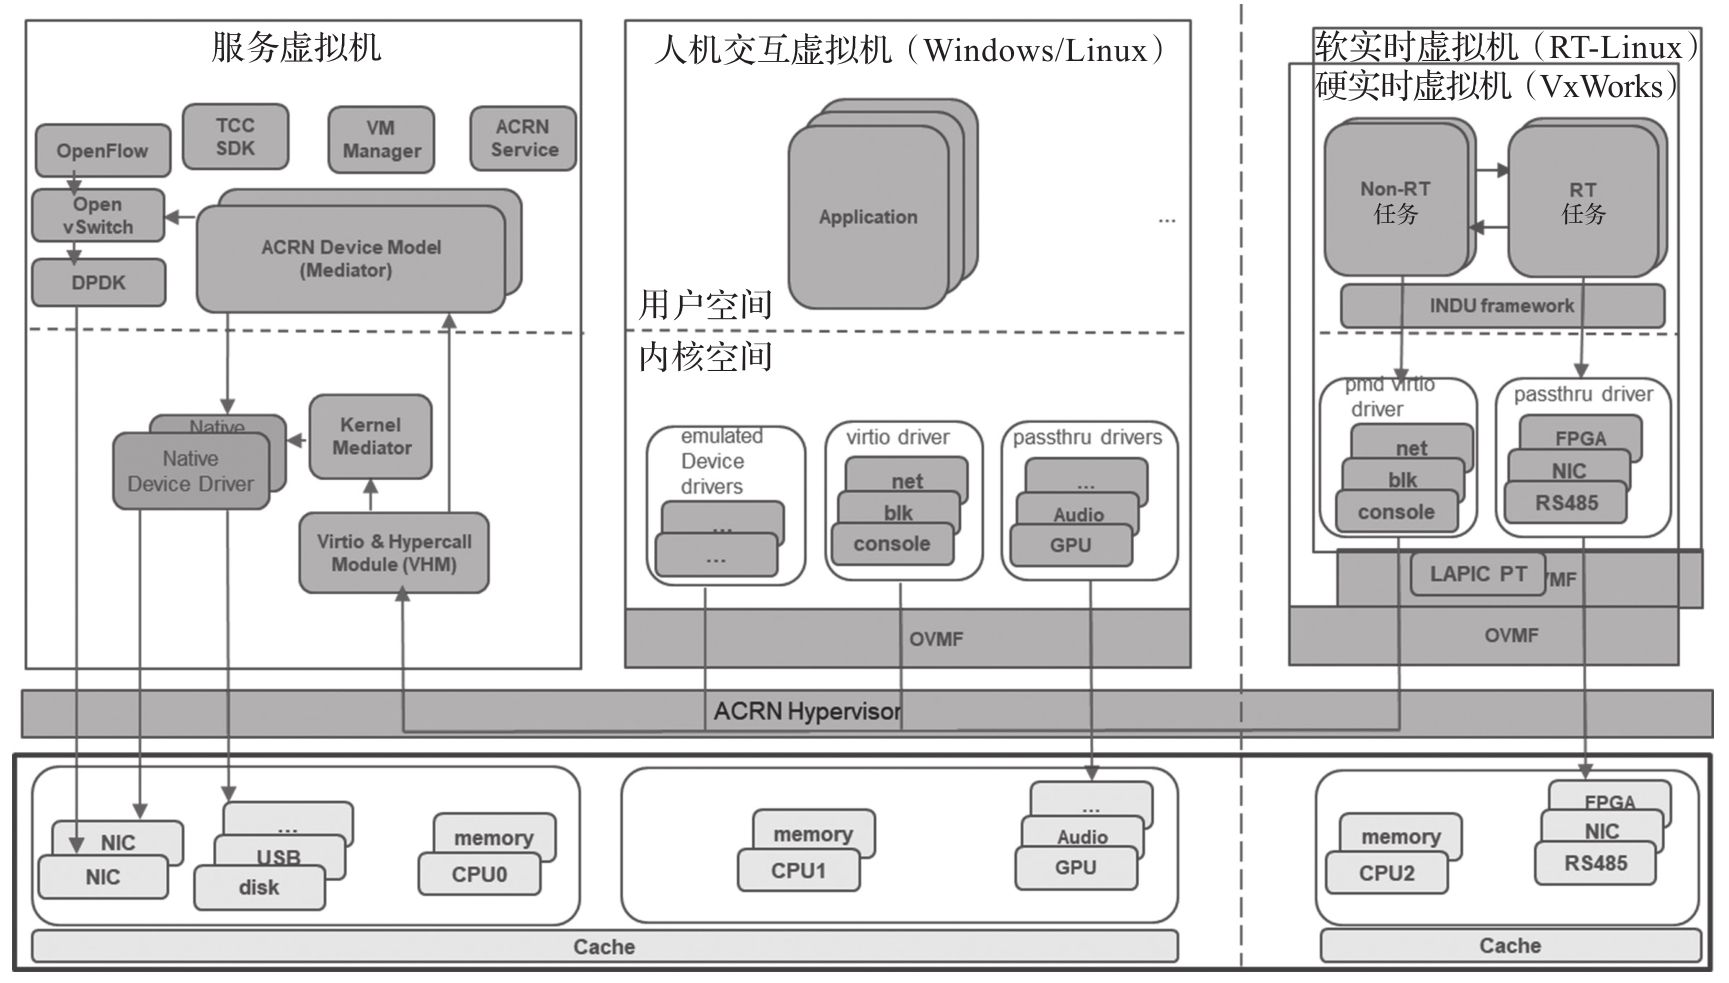 服务虚拟机
OpenFlow
TCC
SDK
VM
Manager
ACRN
Service
Open
vSwitch
DPDK
ACRN Device Model
(Mediator)
Native
Native
Device Driver
Kernel
Mediator
Virtio & Hypercall
Module (VHM)
人机交互虚拟机（Windows/Linux）
Application
...
用户空间
内核空间
emulated
Device
drivers
...
...
virtio driver
net
blk
console
passthru drivers
...
Audio
GPU
OVMF
软实时虚拟机（RT-Linux）
硬实时虚拟机（VxWorks）
Non-RT
任务
RT
任务
INDU framework
pmd virtio
driver
net
blk
console
passthru driver
FPGA
NIC
RS485
LAPIC PT
VMF
OVMF
ACRN Hypervisor
NIC
NIC
...
USB
disk
memory
CPU0
memory
CPU1
...
Audio
GPU
memory
CPU2
FPGA
NIC
RS485
Cache
Cache